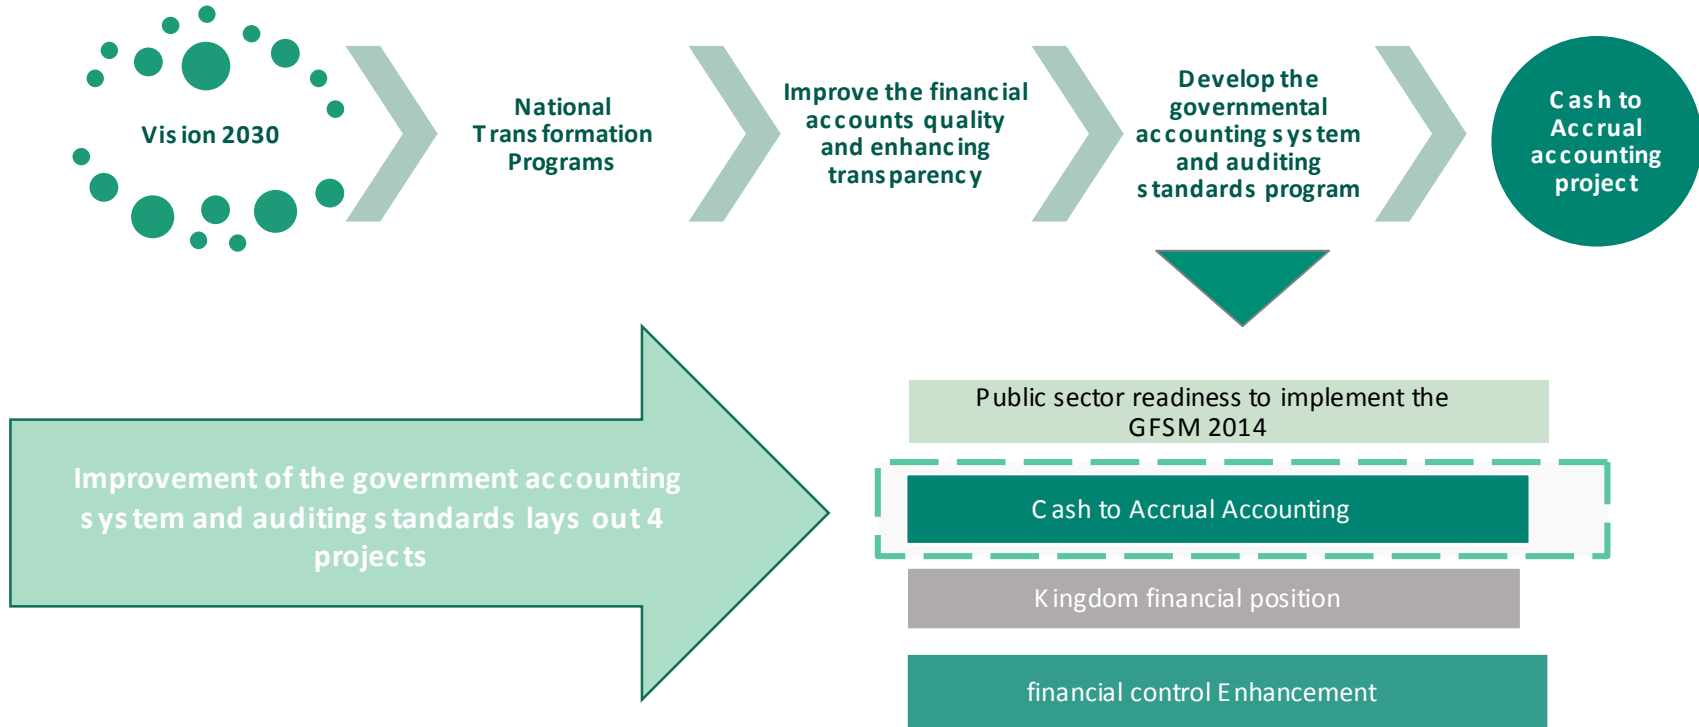 Vision 2030
National
Transformation
Programs
Improve the financial
accounts quality
and enhancing
transparency
Develop the
governmental
accounting system
and auditing
standards program
Cash to
Accrual
accounting
project
Improvement of the government accounting
system and auditing standards lays out 4
projects
Public sector readiness to implement the
GFSM 2014
Cash to Accrual Accounting
Kingdom financial position
financial control Enhancement